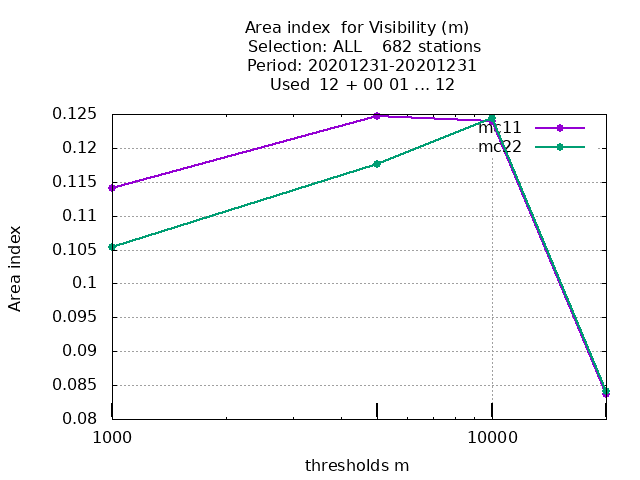 Area index  for Visibility (m)
Selection: ALL    682 stations
Period: 20201231-20201231
Used  12 + 00 01 ... 12
mc11
mc22
0.125
0.12
0.115
0.11
0.105
0.1
0.095
0.09
0.085
0.08
Area index
1000
10000
thresholds m